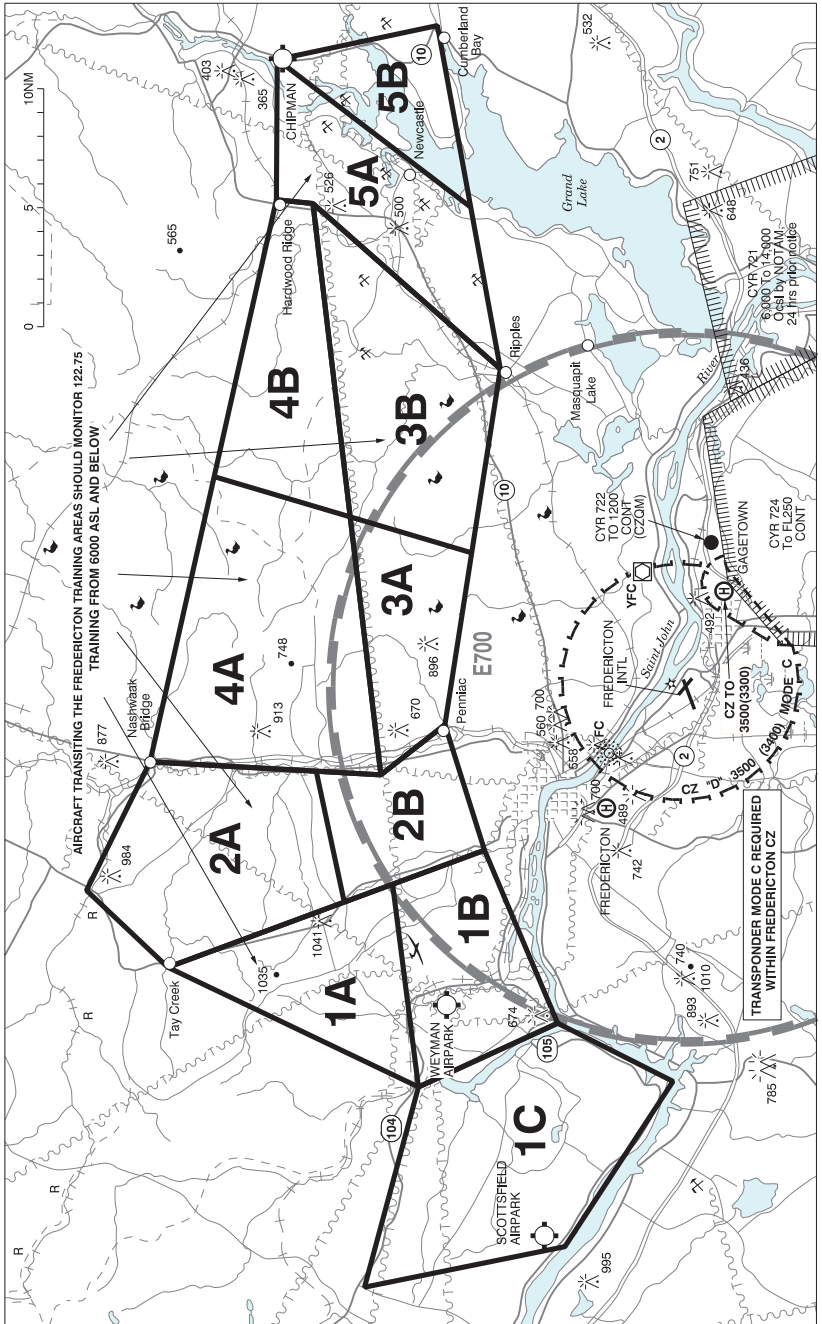 AIRCRAFT TRANSITING THE FREDERICTON TRAINING AREAS SHOULD MONITOR 122.75
TRAINING FROM 6000 ASL AND BELOW
0
5
10NM
R
R
R
R
984
877
Nashwaak
Bridge
Tay Creek
2A
4A
748
913
565
Hardwood Ridge
403
365
CHIPMAN
1035
1041
1A
4B
526
5A
5B
500
Newcastle
10
Cumberland
Bay
104
WEYMAN
AIRPARK
1B
2B
670
Penniac
3A
896
3B
Ripples
E700
10
674
105
1C
SCOTTSFIELD
AIRPARK
995
Masquapit
Lake
Grand
Lake
532
2
751
648
River
436
CYR 721
6,000 To 14,000
Ocsl by NOTAM
24 hrs prior notice
CYR 722
TO 1200
CONT
(CZQM)
GAGETOWN
CYR 724
To FL250
CONT
YFC
FREDERICTON
INTL
Saint John
492
H
CZ TO
3500(3300)
560
700
FC
658
700
H
489
FREDERICTON
742
2
CZ "D" 3500 (3400) MODE C
TRANSPONDER MODE C REQUIRED
WITHIN FREDERICTON CZ
740
1010
893
785